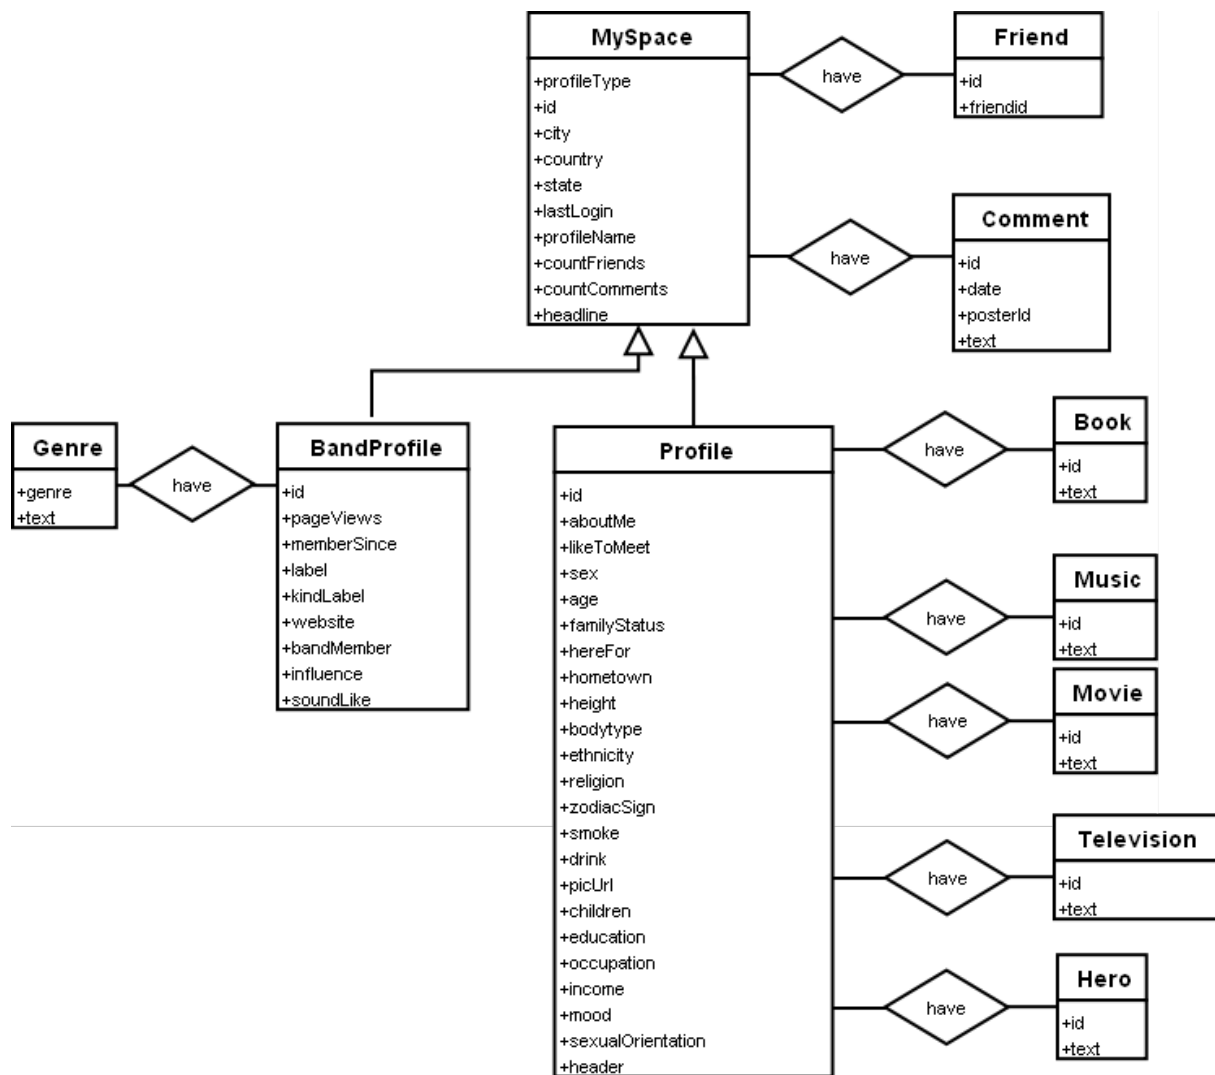 MySpace
+profileType
+id
+city
+country
+state
+lastLogin
+profileName
+countFriends
+countComments
+headline
have
Friend
+id
+friendid
have
Comment
+id
+date
+posterId
+text
Genre
+genre
+text
have
BandProfile
+id
+pageViews
+memberSince
+label
+kindLabel
+website
+bandMember
+influence
+soundLike
Profile
+id
+aboutMe
+likeToMeet
+sex
+age
+familyStatus
+hereFor
+hometown
+height
+bodytype
+ethnicity
+religion
+zodiacSign
+smoke
+drink
+picUrl
+children
+education
+occupation
+income
+mood
+sexualOrientation
+header
have
Book
+id
+text
have
Music
+id
+text
have
Movie
+id
+text
have
Television
+id
+text
have
Hero
+id
+text